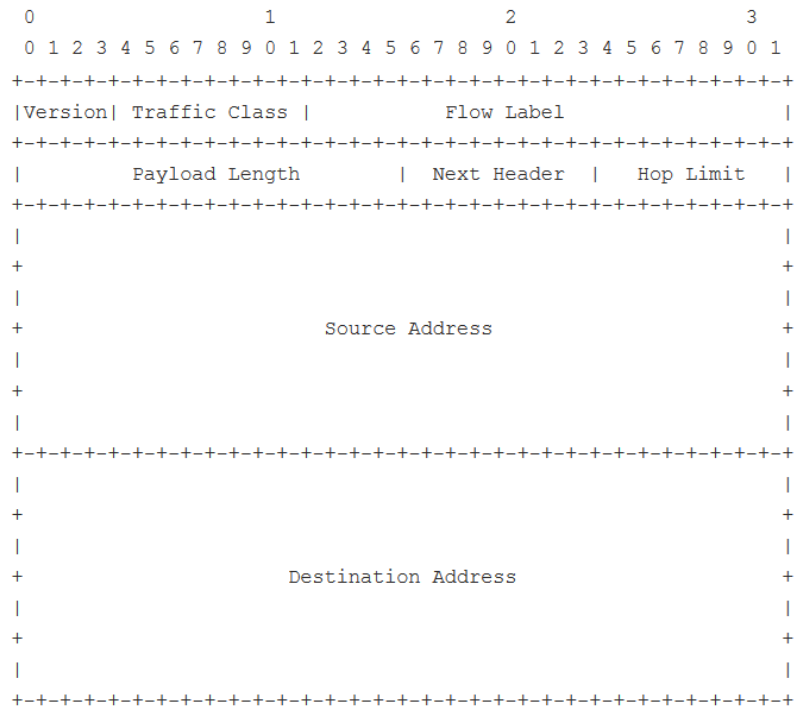 0                   1                   2                   3
0 1 2 3 4 5 6 7 8 9 0 1 2 3 4 5 6 7 8 9 0 1 2 3 4 5 6 7 8 9 0 1
+-+-+-+-+-+-+-+-+-+-+-+-+-+-+-+-+-+-+-+-+-+-+-+-+-+-+-+-+-+-+-+-+
|Version| Traffic Class |           Flow Label                  |
+-+-+-+-+-+-+-+-+-+-+-+-+-+-+-+-+-+-+-+-+-+-+-+-+-+-+-+-+-+-+-+-+
|         Payload Length        |  Next Header  |   Hop Limit   |
+-+-+-+-+-+-+-+-+-+-+-+-+-+-+-+-+-+-+-+-+-+-+-+-+-+-+-+-+-+-+-+-+
|                                                               |
+                                                               +
|                                                               |
+                         Source Address                        +
|                                                               |
+                                                               +
|                                                               |
+-+-+-+-+-+-+-+-+-+-+-+-+-+-+-+-+-+-+-+-+-+-+-+-+-+-+-+-+-+-+-+-+
|                                                               |
+                                                               +
|                                                               |
+                      Destination Address                      +
|                                                               |
+                                                               +
|                                                               |
+-+-+-+-+-+-+-+-+-+-+-+-+-+-+-+-+-+-+-+-+-+-+-+-+-+-+-+-+-+-+-+-+